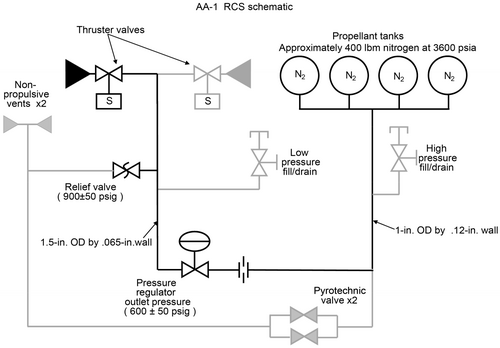 AA-1 RCS schematic
Thruster valves
Propellant tanks
Approximately 400 lbm nitrogen at 3600 psia
N2 N2 N2 N2
Non-
propulsive
vents x2
S S
Low
pressure
fill/drain
High
pressure
fill/drain
Relief valve
( 900±50 psig )
1.5-in. OD by .065-in.wall
1-in. OD by .12-in. wall
Pressure
regulator
outlet pressure
(600 ± 50 psig)
Pyrotechnic
valve x2